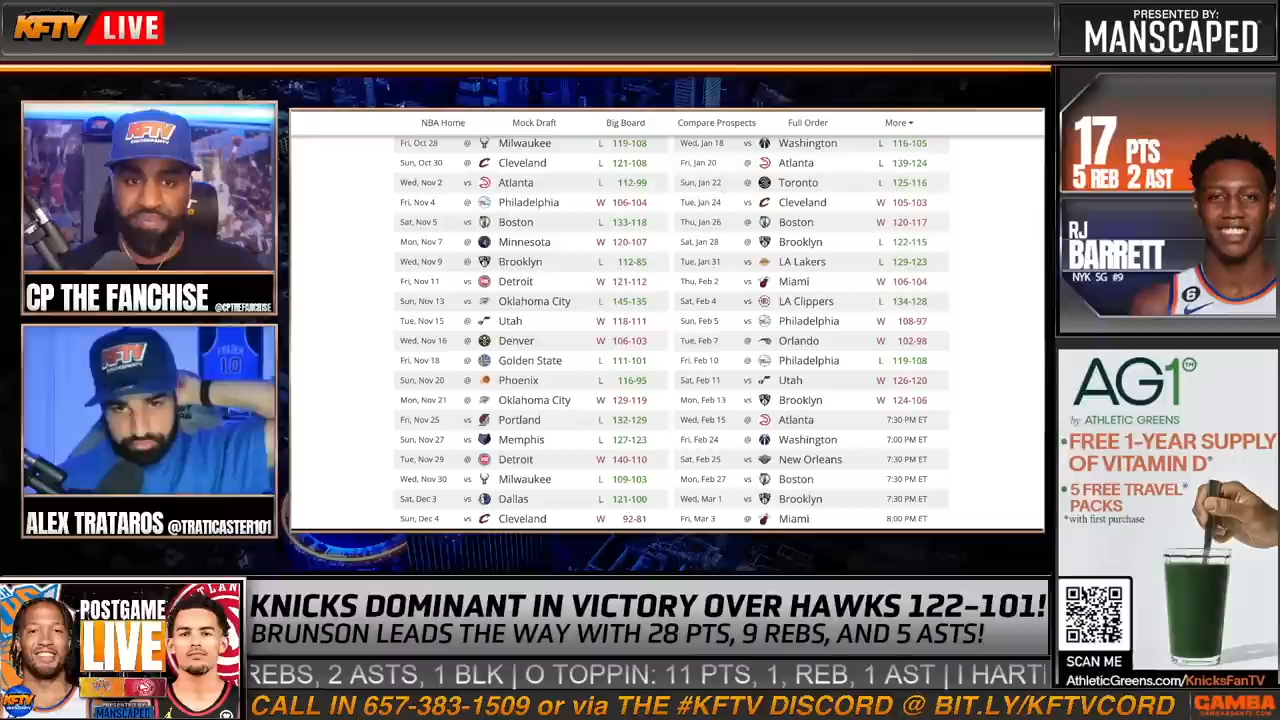 KFTV LIVE
PRESENTED BY:
MANSCAPED
NBA Home Mock Draft Big Board Compare Prospects Full Order More
Fri, Oct 28 @ Milwaukee L 119-108 Wed, Jan 18 vs Washington L 116-105
Sun, Oct 30 @ Cleveland L 121-108 Fri, Jan 20 @ Atlanta L 139-124
Wed, Nov 2 vs Atlanta L 112-99 Sun, Jan 22 @ Toronto L 125-116
Fri, Nov 4 @ Philadelphia W 106-104 Tue, Jan 24 vs Cleveland W 105-103
Sat, Nov 5 vs Boston L 133-118 Thu, Jan 26 @ Boston W 120-117
Mon, Nov 7 @ Minnesota W 120-107 Sat, Jan 28 @ Brooklyn L 122-115
Wed, Nov 9 @ Brooklyn L 112-85 Tue, Jan 31 vs LA Lakers L 129-123
Fri, Nov 11 vs Detroit W 121-112 Thu, Feb 2 vs Miami W 106-104
Sun, Nov 13 vs Oklahoma City L 145-135 Sat, Feb 4 vs LA Clippers L 134-128
Tue, Nov 15 @ Utah W 118-111 Sun, Feb 5 vs Philadelphia W 108-97
Wed, Nov 16 @ Denver W 106-103 Tue, Feb 7 @ Orlando W 102-98
Fri, Nov 18 @ Golden State L 111-101 Fri, Feb 10 @ Philadelphia L 119-108
Sun, Nov 20 @ Phoenix L 116-95 Sat, Feb 11 vs Utah W 126-120
Mon, Nov 21 @ Oklahoma City W 129-119 Mon, Feb 13 vs Brooklyn W 124-106
Fri, Nov 25 vs Portland L 132-129 Wed, Feb 15 @ Atlanta 7:30 PM ET
Sun, Nov 27 vs Memphis L 127-123 Fri, Feb 24 @ Washington 7:00 PM ET
Tue, Nov 29 @ Detroit W 140-110 Sat, Feb 25 vs New Orleans 7:30 PM ET
Wed, Nov 30 vs Milwaukee L 109-103 Mon, Feb 27 vs Boston 7:30 PM ET
Sat, Dec 3 vs Dallas L 121-100 Wed, Mar 1 vs Brooklyn 7:30 PM ET
Sun, Dec 4 vs Cleveland W 92-81 Fri, Mar 3 @ Miami 8:00 PM ET
KFTV
CP THE FANCHISE @CPTHEFANCHISE
10
ALEX TRATAROS @TRATICASTER101
17 PTS
5 REB 2 AST
RJ
BARRETT
NYK SG #9
6
AG1™
by ATHLETIC GREENS
• FREE 1-YEAR SUPPLY
OF VITAMIN D*
• 5 FREE TRAVEL*
PACKS
*with first purchase
SCAN ME
AthleticGreens.com/KnicksFanTV
POSTGAME
LIVE
PRESENTED BY:
MANSCAPED
KFTV
KNICKS DOMINANT IN VICTORY OVER HAWKS 122-101!
BRUNSON LEADS THE WAY WITH 28 PTS, 9 REBS, AND 5 ASTS!
REBS, 2 ASTS, 1 BLK | O TOPPIN: 11 PTS, 1, REB, 1 AST | I HART
CALL IN 657-383-1509 or via THE #KFTV DISCORD @ BIT.LY/KFTVCORD
GAMBA